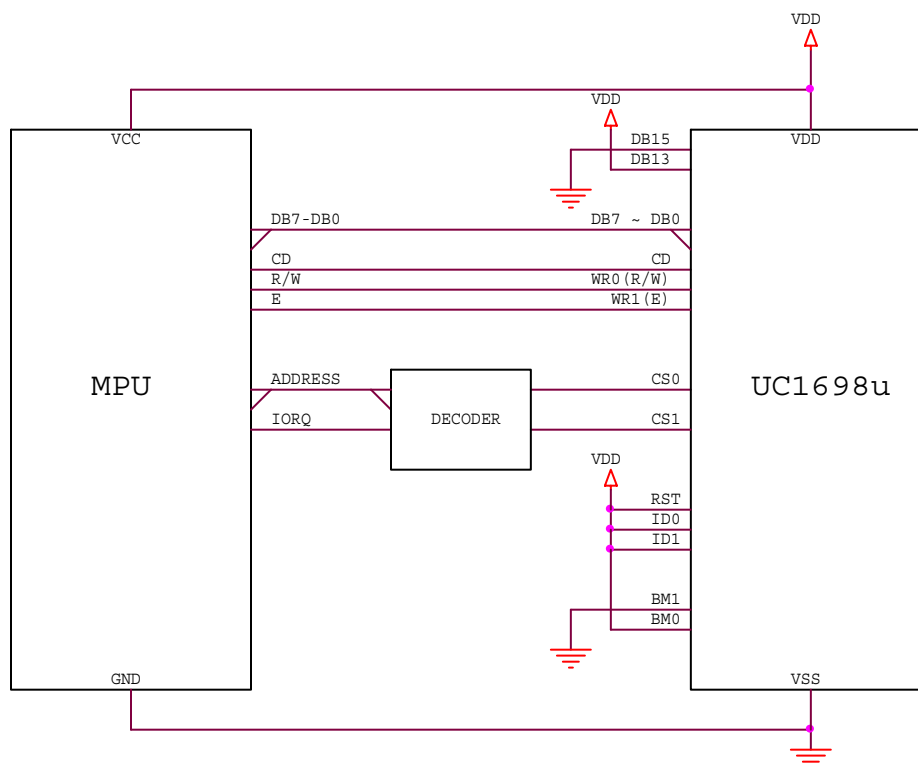 VDD
VDD
VCC
DB15
VDD
DB13
DB7-DB0
DB7 ~ DB0
CD
CD
R/W
WR0(R/W)
E
WR1(E)
MPU
ADDRESS
CS0
UC1698u
IORQ
DECODER
CS1
VDD
RST
ID0
ID1
BM1
BM0
GND
VSS